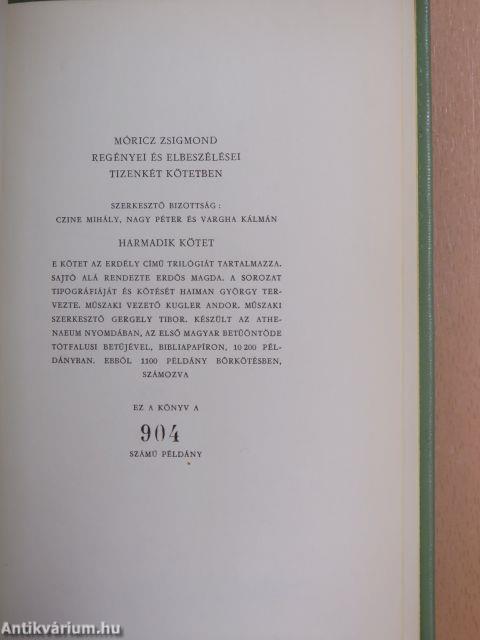 MÓRICZ ZSIGMOND
REGÉNYEI ÉS ELBESZÉLÉSEI
TIZENKÉT KÖTETBEN
SZERKESZTŐ BIZOTTSÁG:
CZINE MIHÁLY, NAGY PÉTER ÉS VARGHA KÁLMÁN
HARMADIK KÖTET
E KÖTET AZ ERDÉLY CÍMŰ TRILÓGIÁT TARTALMAZZA.
SAJTÓ ALÁ RENDEZTE ERDŐS MAGDA. A SOROZAT
TIPOGRÁFIÁJÁT ÉS KÖTÉSÉT HAIMAN GYÖRGY TER-
VEZTE. MŰSZAKI VEZETŐ KUGLER ANDOR. MŰSZAKI
SZERKESZTŐ GERGELY TIBOR. KÉSZÜLT AZ ATHE-
NAEUM NYOMDÁBAN, AZ ELSŐ MAGYAR BETŰÖNTÖDE
TÓTFALUSI BETŰJÉVEL, BIBLIAPAPÍRON, 10 200 PÉL-
DÁNYBAN. EBBŐL 1100 PÉLDÁNY BŐRKÖTÉSBEN,
SZÁMOZVA
EZ A KÖNYV A
904
SZÁMÚ PÉLDÁNY
Antikvárium.hu